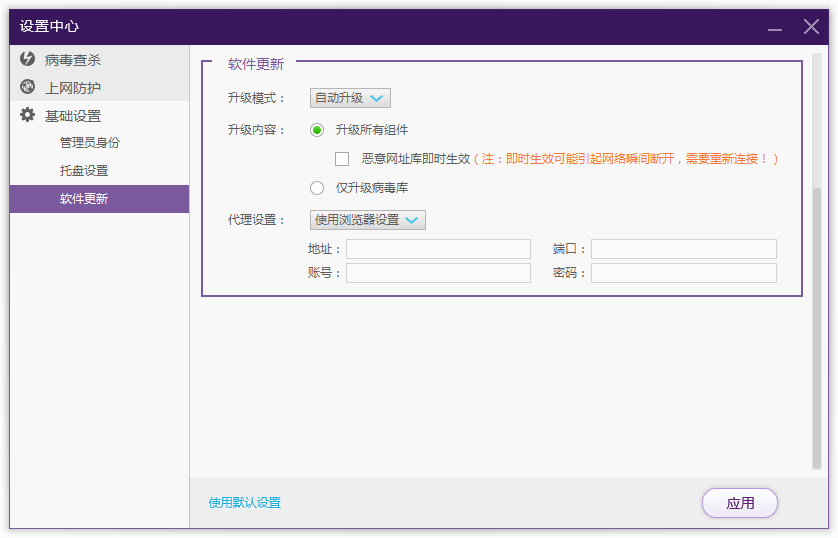 设置中心
病毒查杀
上网防护
基础设置
管理员身份
托盘设置
软件更新
软件更新
升级模式： 自动升级
升级内容： 升级所有组件
恶意网址库即时生效（注：即时生效可能引起网络瞬间断开，需要重新连接！）
仅升级病毒库
代理设置： 使用浏览器设置
地址： 端口：
账号： 密码：
使用默认设置 应用